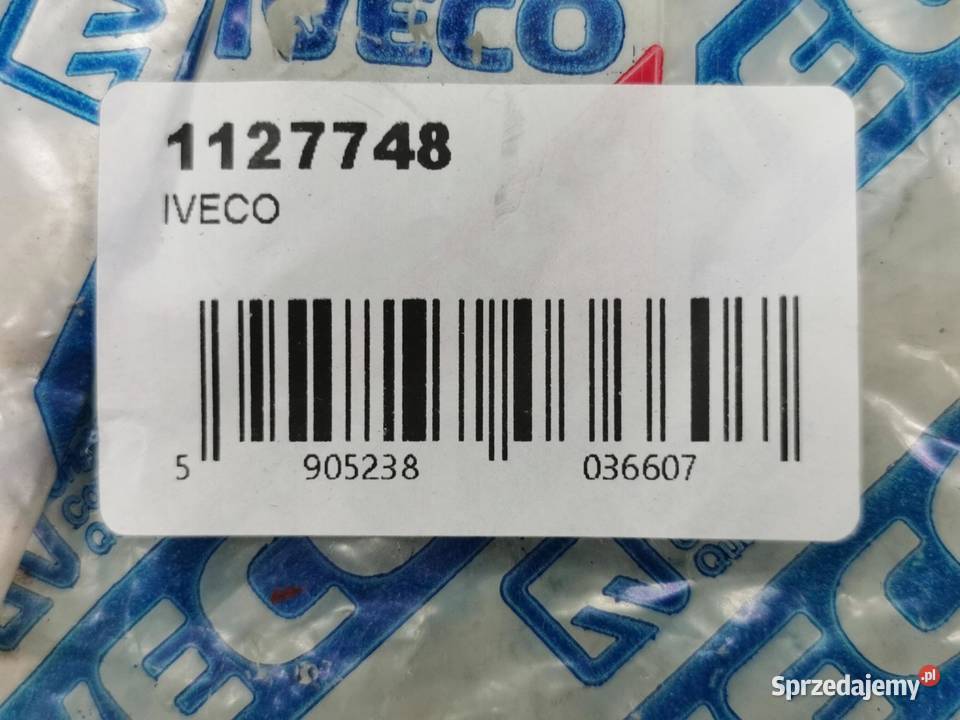 IVECO
1127748
IVECO
5 905238 036607
Sprzedajemy.pl